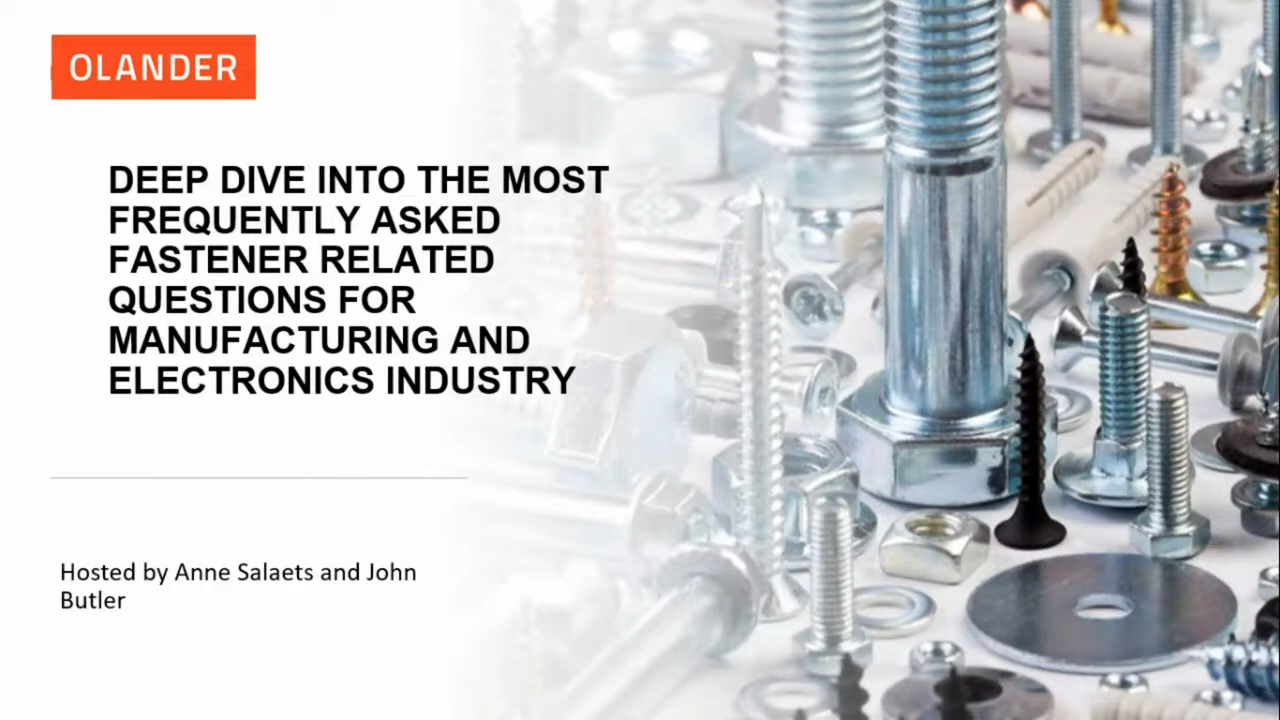 OLANDER
DEEP DIVE INTO THE MOST
FREQUENTLY ASKED
FASTENER RELATED
QUESTIONS FOR
MANUFACTURING AND
ELECTRONICS INDUSTRY
Hosted by Anne Salaets and John
Butler